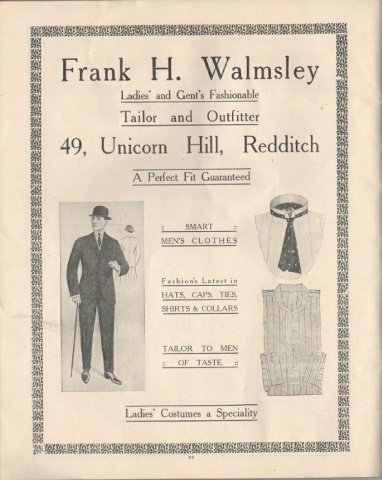 Frank H. Walmsley
Ladies' and Gent's Fashionable
Tailor and Outfitter
49, Unicorn Hill, Redditch
A Perfect Fit Guaranteed
:: SMART ::
MEN'S CLOTHES
Fashion's Latest in
HATS, CAPS, TIES,
SHIRTS & COLLARS
TAILOR TO MEN
:: OF TASTE ::
Ladies' Costumes a Speciality